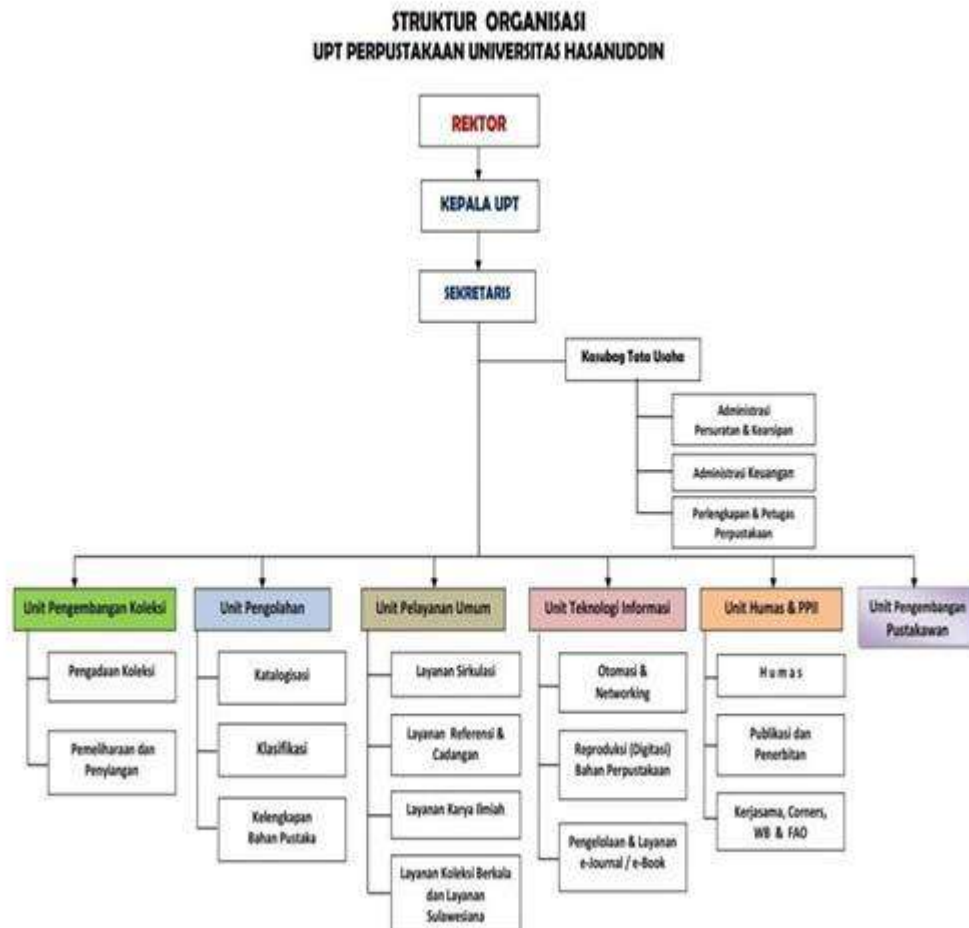 STRUKTUR ORGANISASI
UPT PERPUSTAKAAN UNIVERSITAS HASANUDDIN
REKTOR
KEPALA UPT
SEKRETARIS
Kasubag Tata Usaha
Administrasi
Persuratan & Kearsipan
Administrasi Keuangan
Perlengkapan & Petugas
Perpustakaan
Unit Pengembangan Koleksi
Pengadaan Koleksi
Pemeliharaan dan
Penyiangan
Unit Pengolahan
Katalogisasi
Klasifikasi
Kelengkapan
Bahan Pustaka
Unit Pelayanan Umum
Layanan Sirkulasi
Layanan Referensi &
Cadangan
Layanan Karya Ilmiah
Layanan Koleksi Berkala
dan Layanan
Sulawesiana
Unit Teknologi Informasi
Otomasi &
Networking
Reproduksi (Digitasi)
Bahan Perpustakaan
Pengelolaan & Layanan
e-Journal / e-Book
Unit Humas & PPII
H u m a s
Publikasi dan
Penerbitan
Kerjasama, Corners,
WB & FAO
Unit Pengembangan
Pustakawan